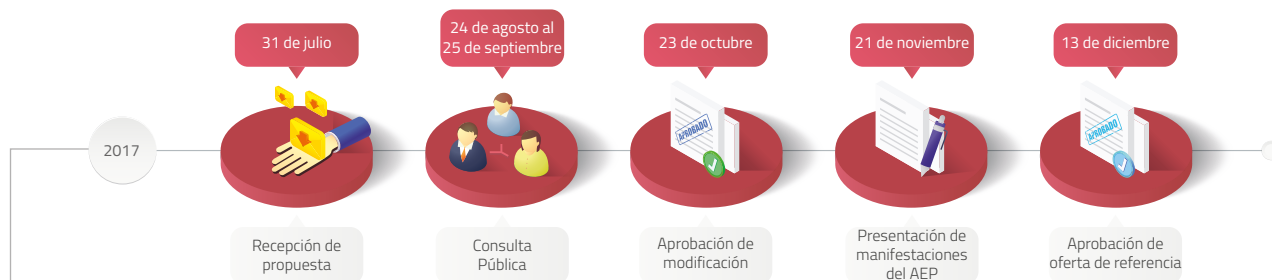 31 de julio
24 de agosto al
25 de septiembre
23 de octubre
21 de noviembre
13 de diciembre
2017
APROBADO
APROBADO
Recepción de
propuesta
Consulta
Pública
Aprobación de
modificación
Presentación de
manifestaciones
del AEP
Aprobación de
oferta de referencia